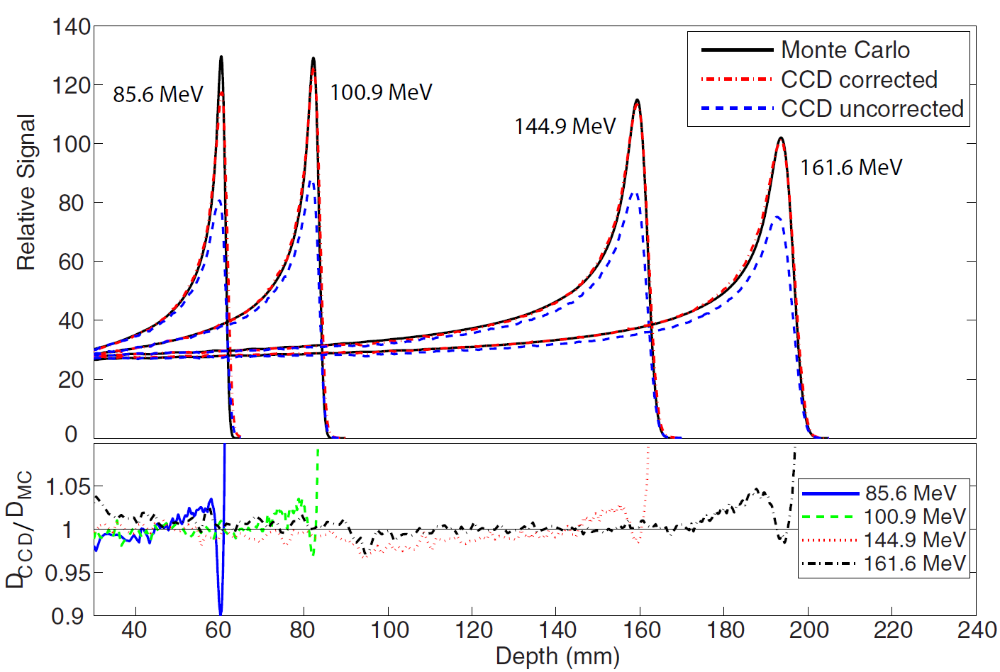 140
120
100
80
60
40
20
0
Relative Signal
85.6 MeV
100.9 MeV
144.9 MeV
161.6 MeV
Monte Carlo
CCD corrected
CCD uncorrected
1.05
1
0.95
0.9
DCCD/DMC
85.6 MeV
100.9 MeV
144.9 MeV
161.6 MeV
40 60 80 100 120 140 160 180 200 220 240
Depth (mm)